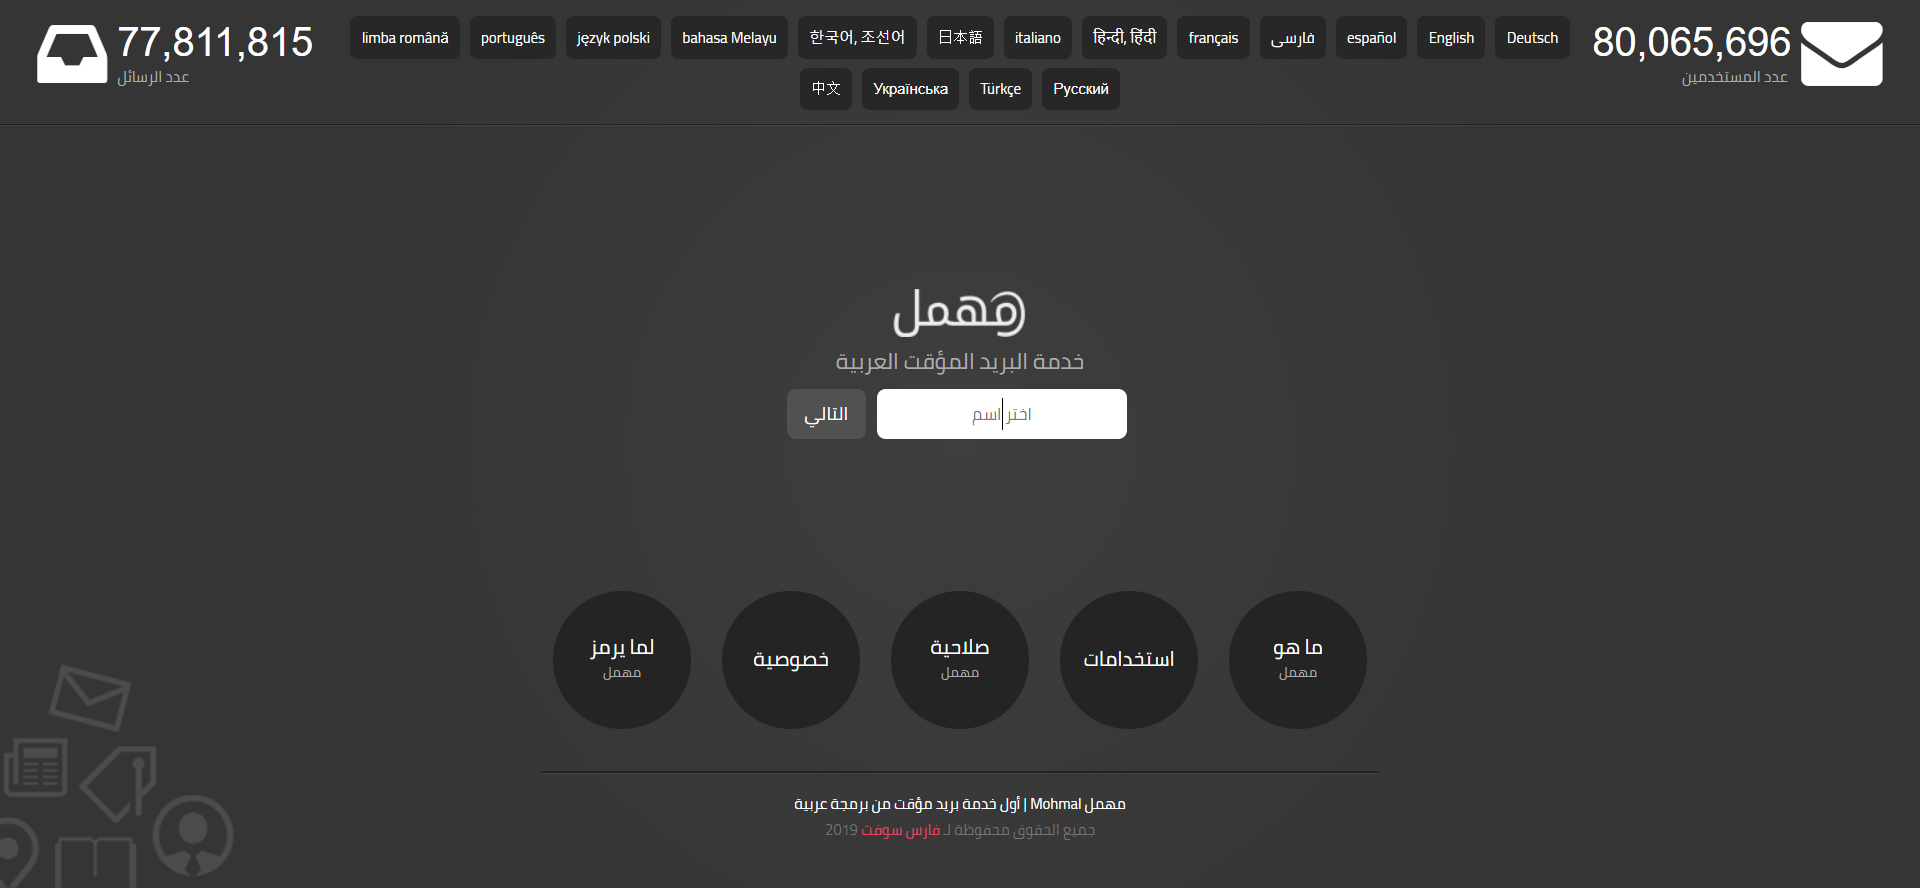 80,065,696
عدد المستخدمين
Deutsch
English
español
فارسی
français
हिन्दी, हिंदी
italiano
日本語
한국어, 조선어
bahasa Melayu
język polski
português
limba română
Русский
Türkçe
Українська
中文
77,811,815
عدد الرسائل
مهمل
خدمة البريد المؤقت العربية
اختر اسم
التالي
ما هو
مهمل
استخدامات
صلاحية
مهمل
خصوصية
لما يرمز
مهمل
مهمل Mohmal | أول خدمة بريد مؤقت من برمجة عربية
جميع الحقوق محفوظة لـ فارس سوفت 2019